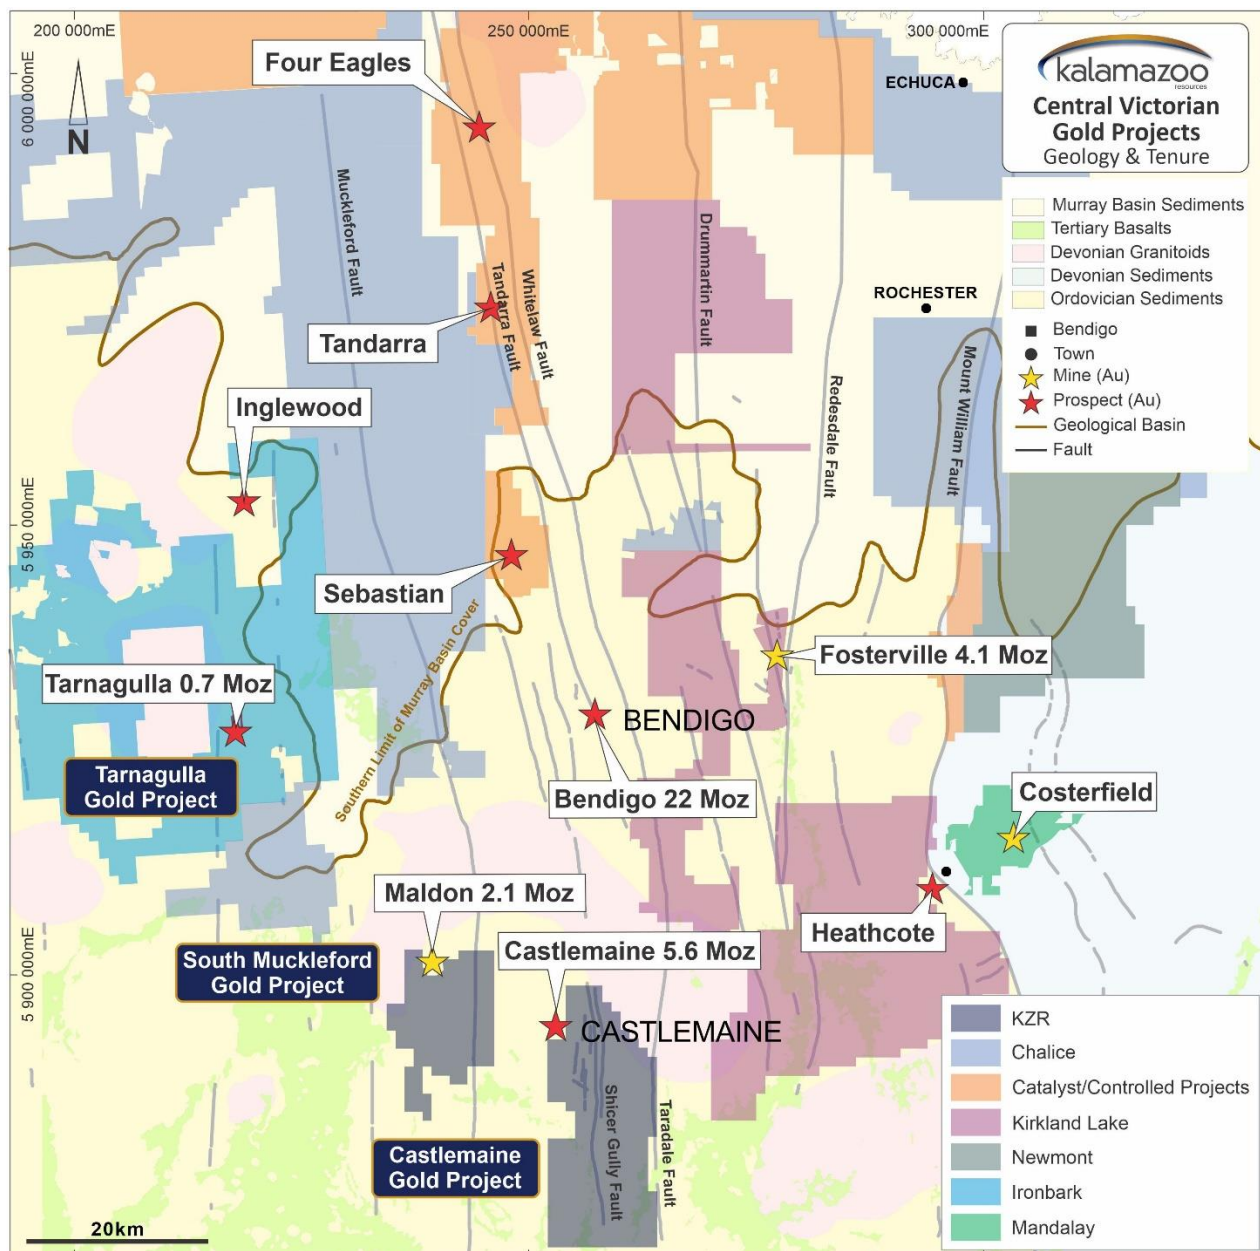 200 000mE
250 000mE
300 000mE
6 000 000mE
5 950 000mE
5 900 000mE
N
kalamazoo
resources
Central Victorian
Gold Projects
Geology & Tenure
Murray Basin Sediments
Tertiary Basalts
Devonian Granitoids
Devonian Sediments
Ordovician Sediments
Bendigo
Town
Mine (Au)
Prospect (Au)
Geological Basin
Fault
Four Eagles
ECHUCA
Muckleford Fault
Tandarra Fault
Whitelaw Fault
Drummartin Fault
Redesdale Fault
Mount William Fault
ROCHESTER
Tandarra
Inglewood
Sebastian
Southern Limit of Murray Basin Cover
Fosterville 4.1 Moz
Tarnagulla 0.7 Moz
BENDIGO
Tarnagulla
Gold Project
Bendigo 22 Moz
Costerfield
Maldon 2.1 Moz
Heathcote
Castlemaine 5.6 Moz
South Muckleford
Gold Project
CASTLEMAINE
Shicer Gully Fault
Taradale Fault
Castlemaine
Gold Project
20km
KZR
Chalice
Catalyst/Controlled Projects
Kirkland Lake
Newmont
Ironbark
Mandalay